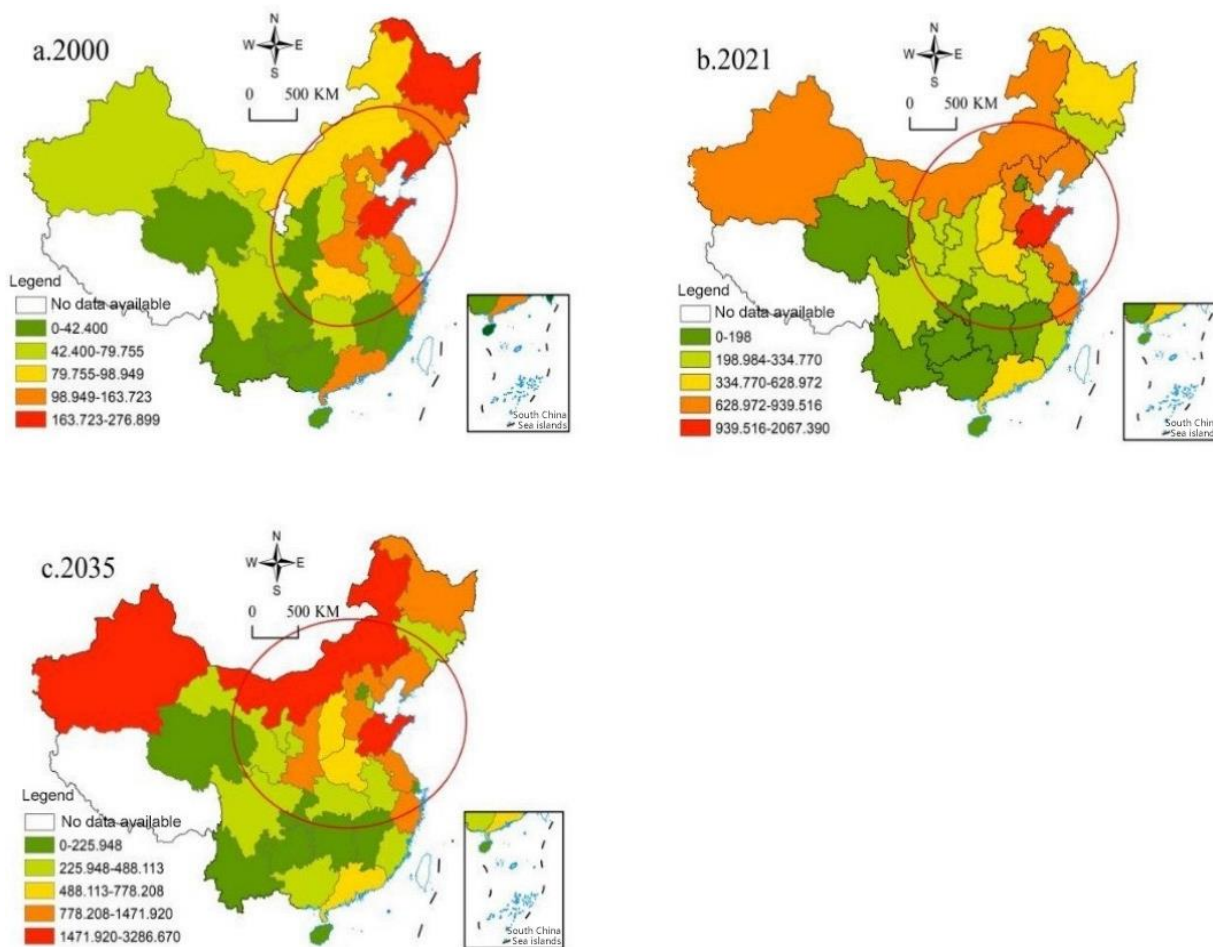 a.2000
N
W E
S
0 500 KM
Legend
No data available
0-42.400
42.400-79.755
79.755-98.949
98.949-163.723
163.723-276.899
South China
Sea islands
b.2021
N
W E
S
0 500 KM
Legend
No data available
0-198
198.984-334.770
334.770-628.972
628.972-939.516
939.516-2067.390
South China
Sea islands
c.2035
N
W E
S
0 500 KM
Legend
No data available
0-225.948
225.948-488.113
488.113-778.208
778.208-1471.920
1471.920-3286.670
South China
Sea islands